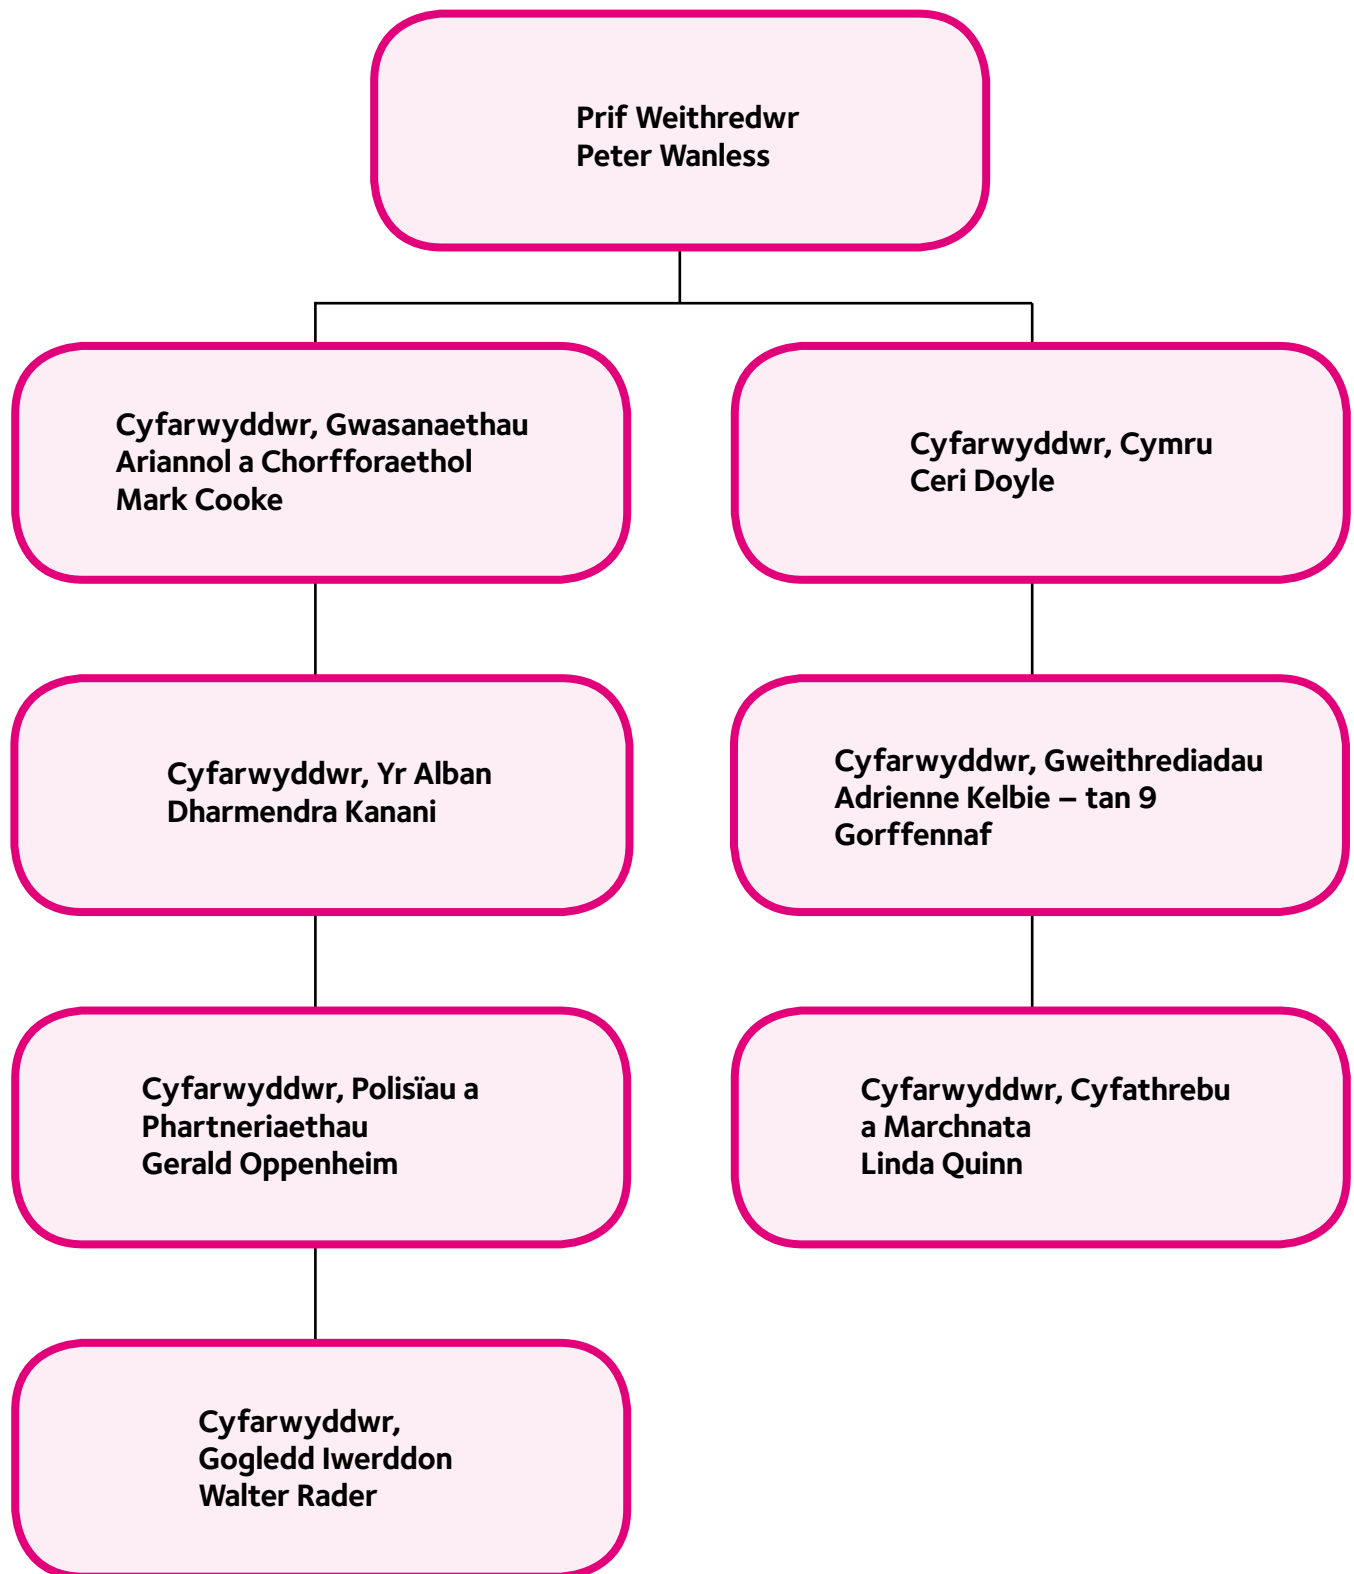 Prif Weithredwr
Peter Wanless
Cyfarwyddwr, Gwasanaethau
Ariannol a Chorfforaethol
Mark Cooke
Cyfarwyddwr, Cymru
Ceri Doyle
Cyfarwyddwr, Yr Alban
Dharmendra Kanani
Cyfarwyddwr, Gweithrediadau
Adrienne Kelbie – tan 9
Gorffennaf
Cyfarwyddwr, Polisïau a
Phartneriaethau
Gerald Oppenheim
Cyfarwyddwr, Cyfathrebu
a Marchnata
Linda Quinn
Cyfarwyddwr,
Gogledd Iwerddon
Walter Rader